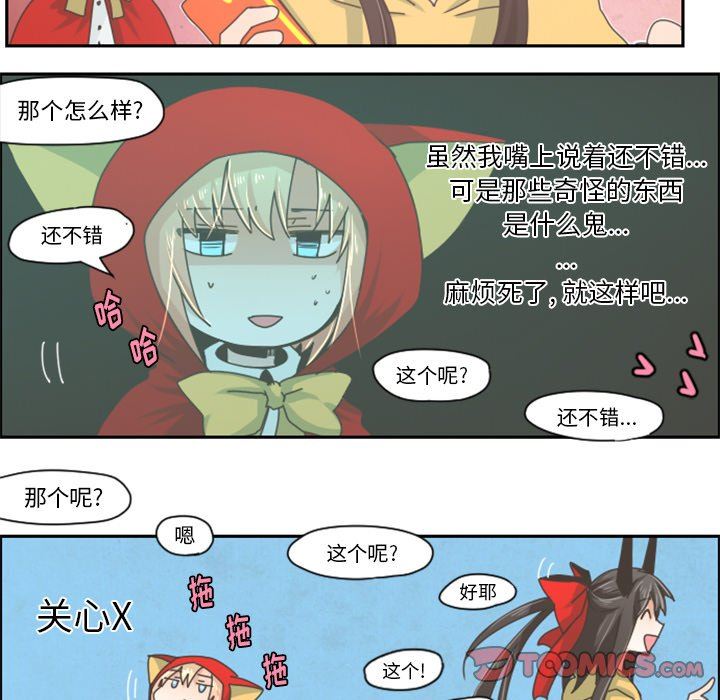 那个怎么样?
虽然我嘴上说着还不错...
可是那些奇怪的东西
是什么鬼...
...
麻烦死了，就这样吧...
还不错
哈
哈
这个呢?
还不错...
那个呢?
嗯
这个呢?
好耶
拖
拖
拖
关心X
这个!
TOOMICS.COM